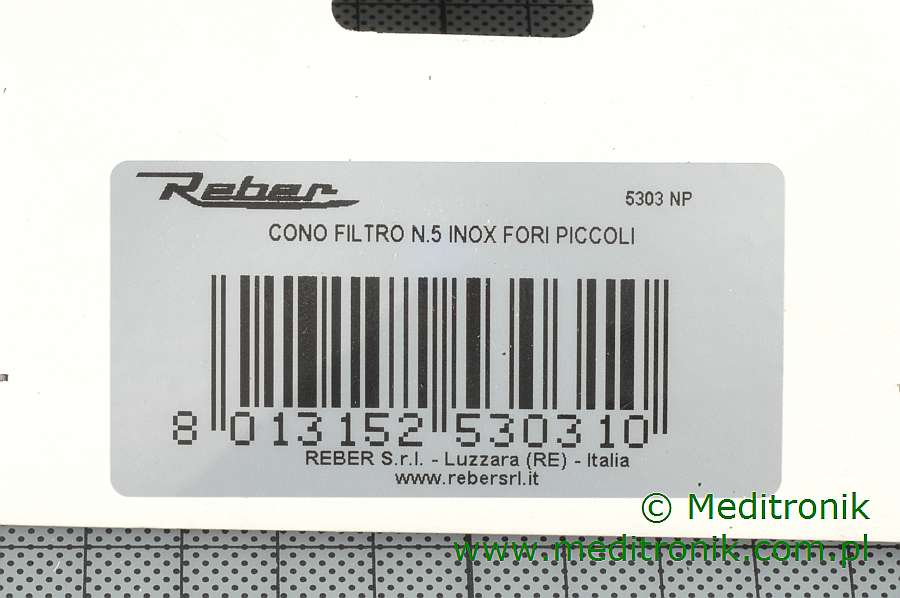 Reber
5303 NP
CONO FILTRO N.5 INOX FORI PICCOLI
8 013152 530310
REBER S.r.l. - Luzzara (RE) - Italia
www.rebersrl.it
© Meditronik
www.meditronik.com.pl